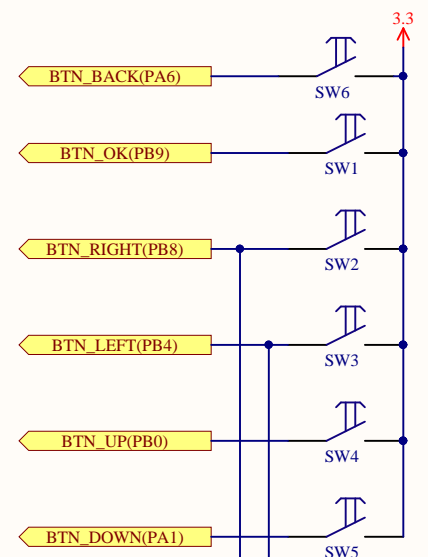 3.3
BTN_BACK(PA6)
SW6
BTN_OK(PB9)
SW1
BTN_RIGHT(PB8)
SW2
BTN_LEFT(PB4)
SW3
BTN_UP(PB0)
SW4
BTN_DOWN(PA1)
SW5